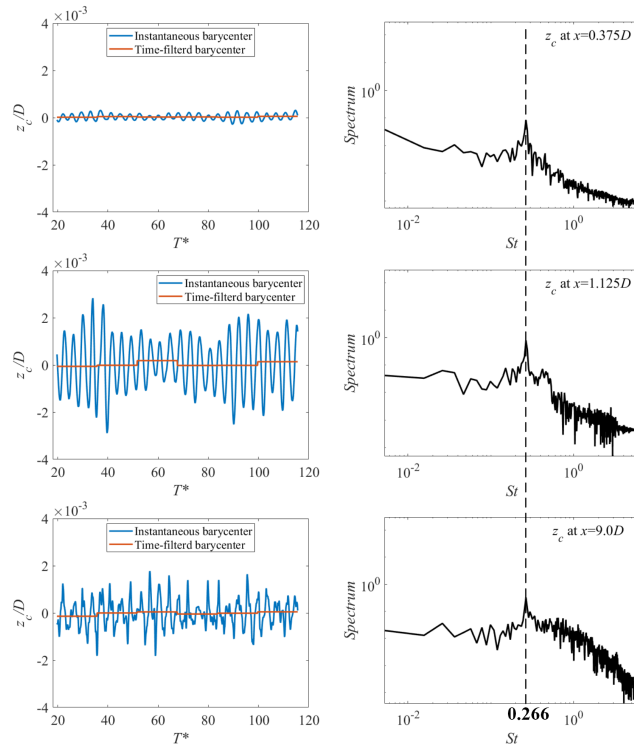 ×10⁻³
4
2
0
-2
-4
z_c/D
Instantaneous barycenter
Time-filterd barycenter
20 40 60 80 100 120
T*
z_c at x=0.375D
10⁰
Spectrum
10⁻² 10⁰
St
×10⁻³
4
2
0
-2
-4
z_c/D
Instantaneous barycenter
Time-filterd barycenter
20 40 60 80 100 120
T*
z_c at x=1.125D
10⁰
Spectrum
10⁻² 10⁰
St
×10⁻³
4
2
0
-2
-4
z_c/D
Instantaneous barycenter
Time-filterd barycenter
20 40 60 80 100 120
T*
z_c at x=9.0D
10⁰
Spectrum
10⁻² 10⁰
0.266
St